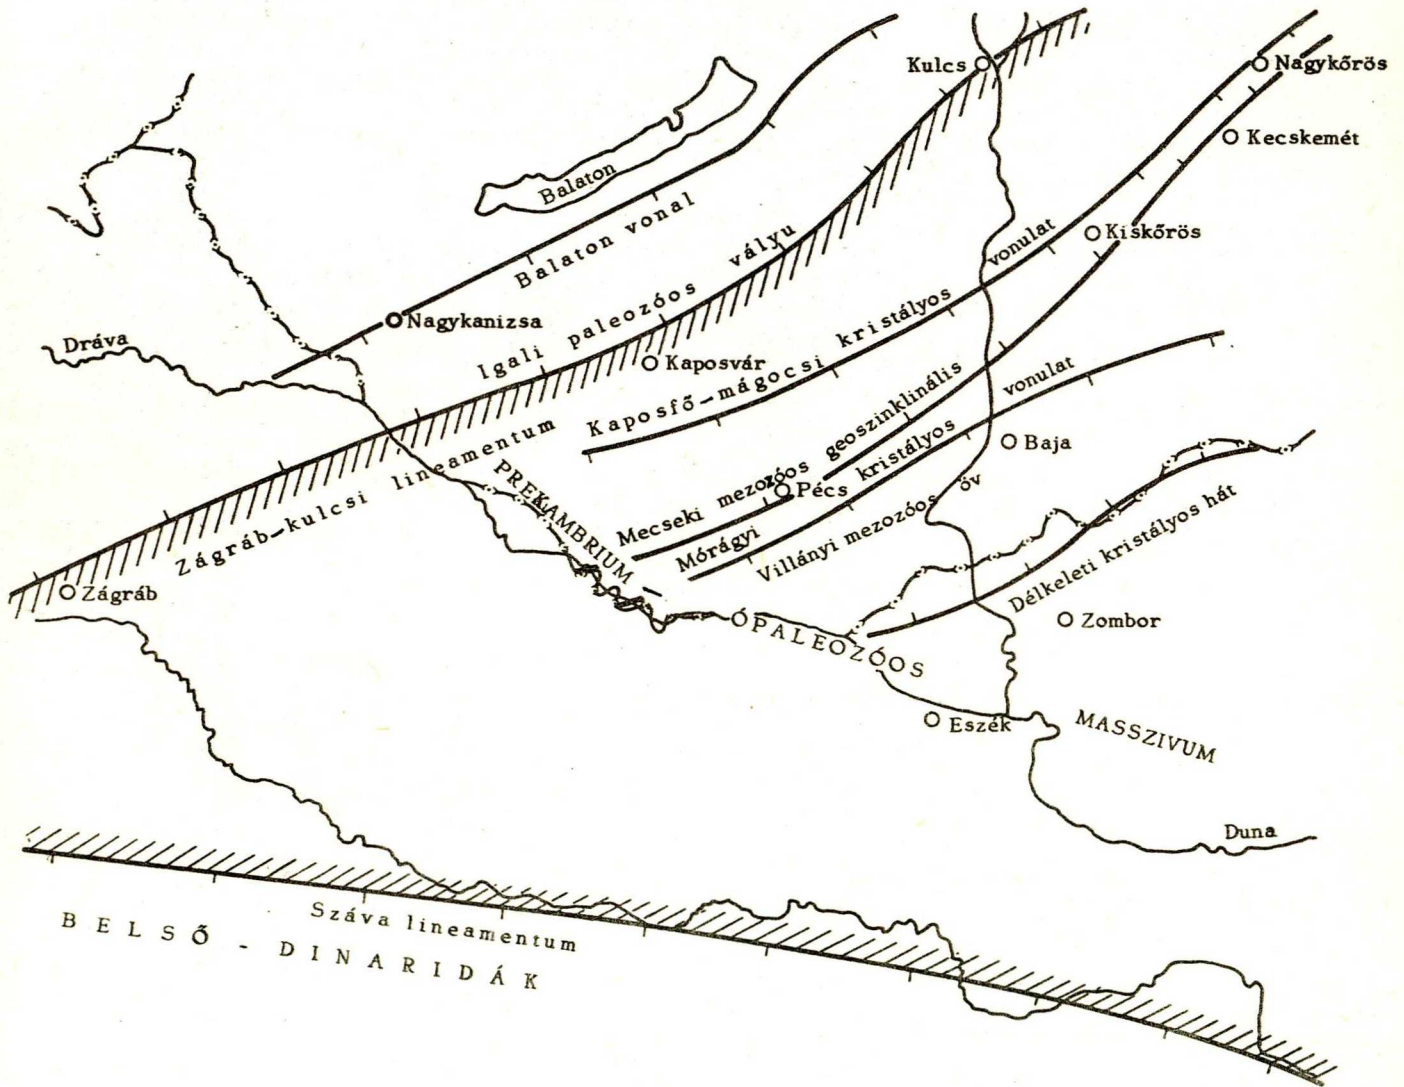 Kulcs
Nagykőrös
Kecskemét
Balaton
Balaton vonal
Kiskőrös
Nagykanizsa
Dráva
Igali paleozóos vályu
Kaposvár
Kaposfő-mágocsi kristályos vonulat
Zágráb-kulcsi lineamentum
Mecseki mezozóos geoszinklinális
Pécs
Mórágyi kristályos vonulat
Baja
Villányi mezozóos öv
Délkeleti kristályos hát
Zágráb
Zombor
PREKAMBRIUM - ÓPALEOZÓOS MASSZIVUM
Eszék
Duna
Száva lineamentum
BELSŐ - DINARIDÁK